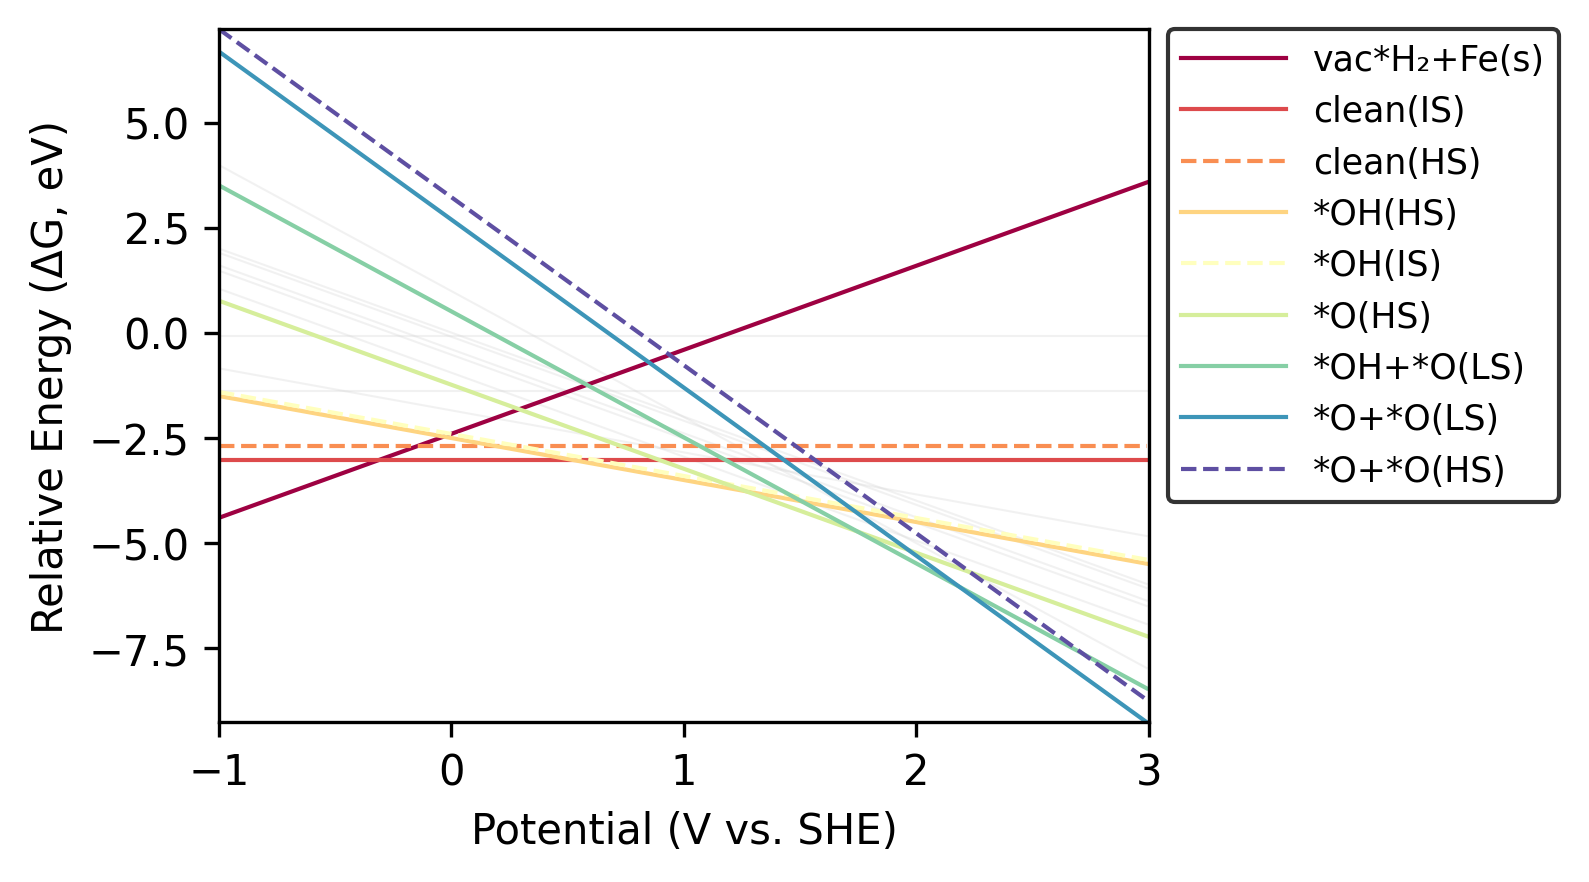 5.0
2.5
0.0
−2.5
−5.0
−7.5
Relative Energy (ΔG, eV)
−1
0
1
2
3
Potential (V vs. SHE)
vac*H₂+Fe(s)
clean(IS)
clean(HS)
*OH(HS)
*OH(IS)
*O(HS)
*OH+*O(LS)
*O+*O(LS)
*O+*O(HS)